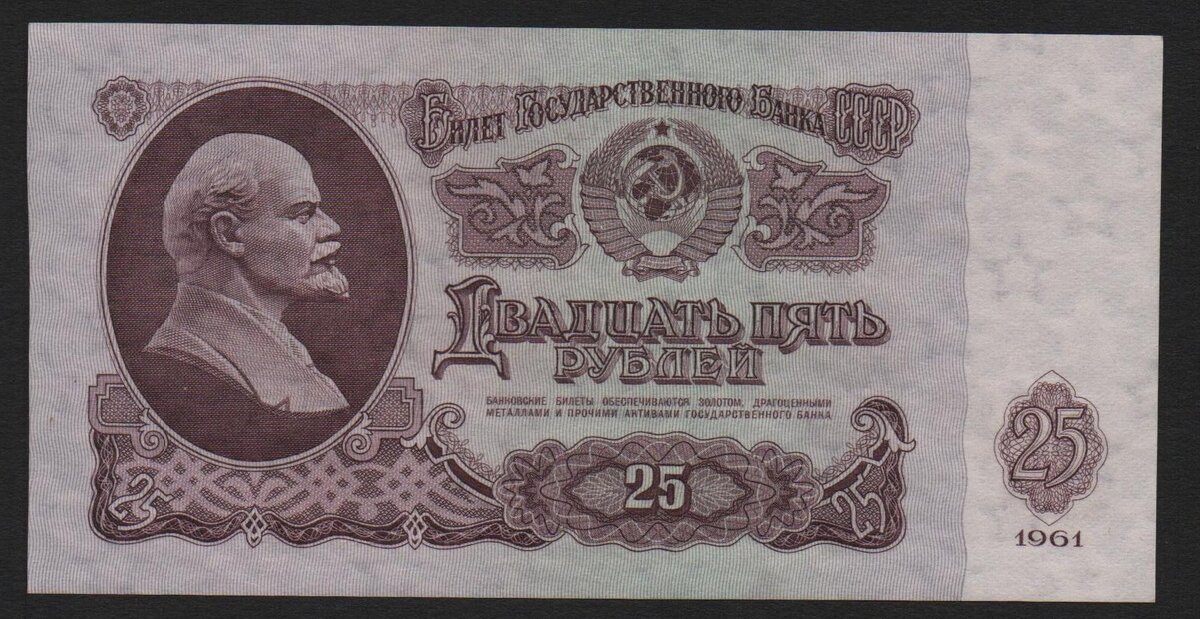 Билет Государственного Банка СССР
Двадцать пять
рублей
БАНКОВСКИЕ БИЛЕТЫ ОБЕСПЕЧИВАЮТСЯ ЗОЛОТОМ, ДРАГОЦЕННЫМИ
МЕТАЛЛАМИ И ПРОЧИМИ АКТИВАМИ ГОСУДАРСТВЕННОГО БАНКА
25
25
25
25
1961